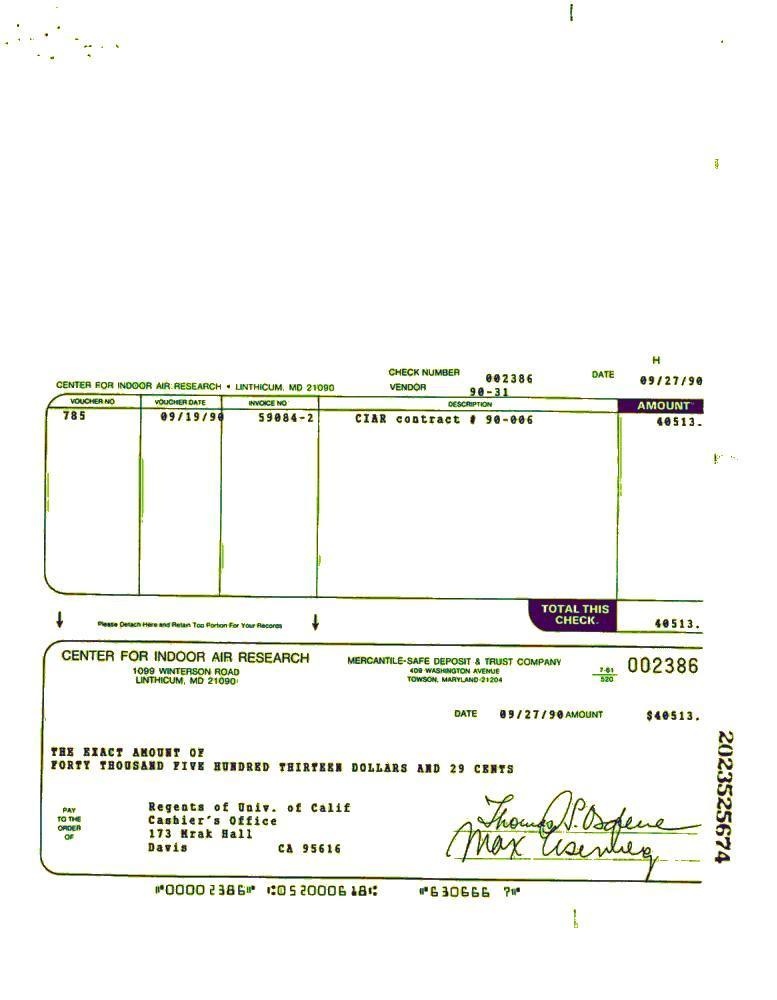 H
CHECK NUMBER 002386 DATE 09/27/90
CENTER FOR INDOOR AIR RESEARCH • LINTHICUM, MD 21090 VENDOR 90-31
VOUCHER NO VOUCHER DATE INVOICE NO DESCRIPTION AMOUNT
785 09/19/90 59084-2 CIAR contract # 90-006 40513.
TOTAL THIS
CHECK 40513.
Please Detach Here and Retain Top Portion For Your Records
CENTER FOR INDOOR AIR RESEARCH
1099 WINTERSON ROAD
LINTHICUM, MD 21090
MERCANTILE-SAFE DEPOSIT & TRUST COMPANY
409 WASHINGTON AVENUE
TOWSON, MARYLAND 21204
7-61
520
002386
DATE 09/27/90 AMOUNT $40513.
THE EXACT AMOUNT OF
FORTY THOUSAND FIVE HUNDRED THIRTEEN DOLLARS AND 29 CENTS
PAY
TO THE
ORDER
OF
Regents of Univ. of Calif
Cashier's Office
173 Mrak Hall
Davis CA 95616
Max Eisenberg
⑈00002386⑈ ⑆052000618⑆ ⑈630666 7⑈
2023525674